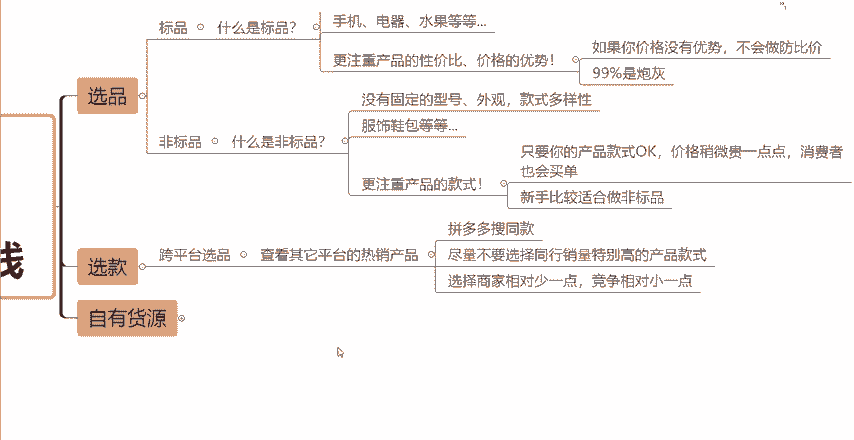 标品
什么是标品？
手机、电器、水果等等...
更注重产品的性价比、价格的优势！
如果你价格没有优势，不会做防比价
99%是炮灰
选品
没有固定的型号、外观，款式多样性
非标品
什么是非标品？
服饰鞋包等等...
更注重产品的款式！
只要你的产品款式OK，价格稍微贵一点点，消费者
也会买单
新手比较适合做非标品
选款
跨平台选品
查看其它平台的热销产品
拼多多搜同款
尽量不要选择同行销量特别高的产品款式
选择商家相对少一点，竞争相对小一点
自有货源